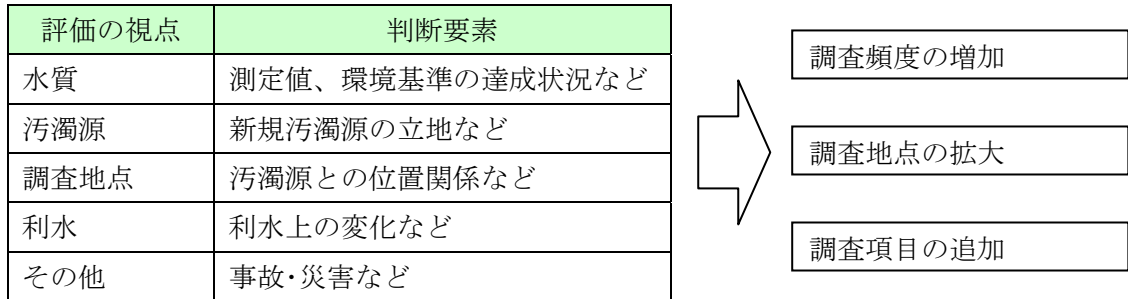 評価の視点 判断要素
水質 測定値、環境基準の達成状況など
汚濁源 新規汚濁源の立地など
調査地点 汚濁源との位置関係など
利水 利水上の変化など
その他 事故･災害など
調査頻度の増加
調査地点の拡大
調査項目の追加